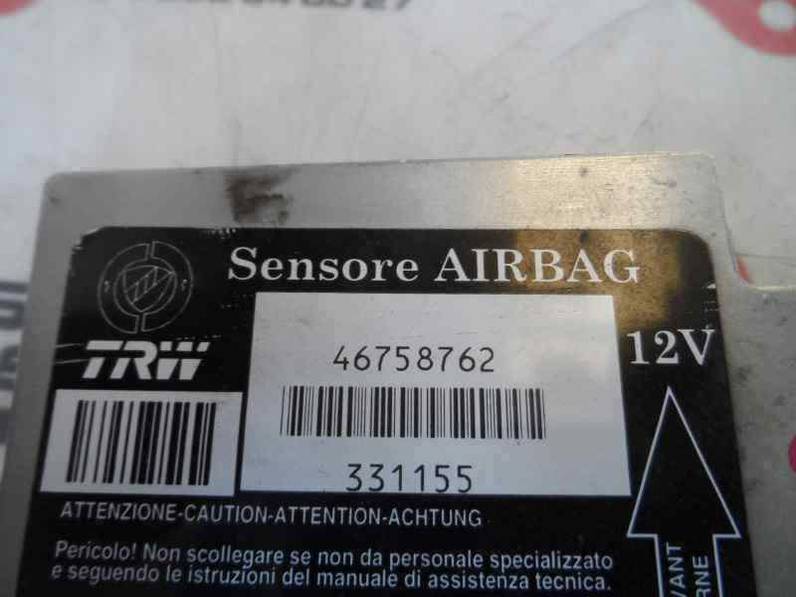 Sensore AIRBAG
TRW
46758762
12V
331155
ATTENZIONE-CAUTION-ATTENTION-ACHTUNG
Pericolo! Non scollegare se non da personale specializzato
e seguendo le istruzioni del manuale di assistenza tecnica.